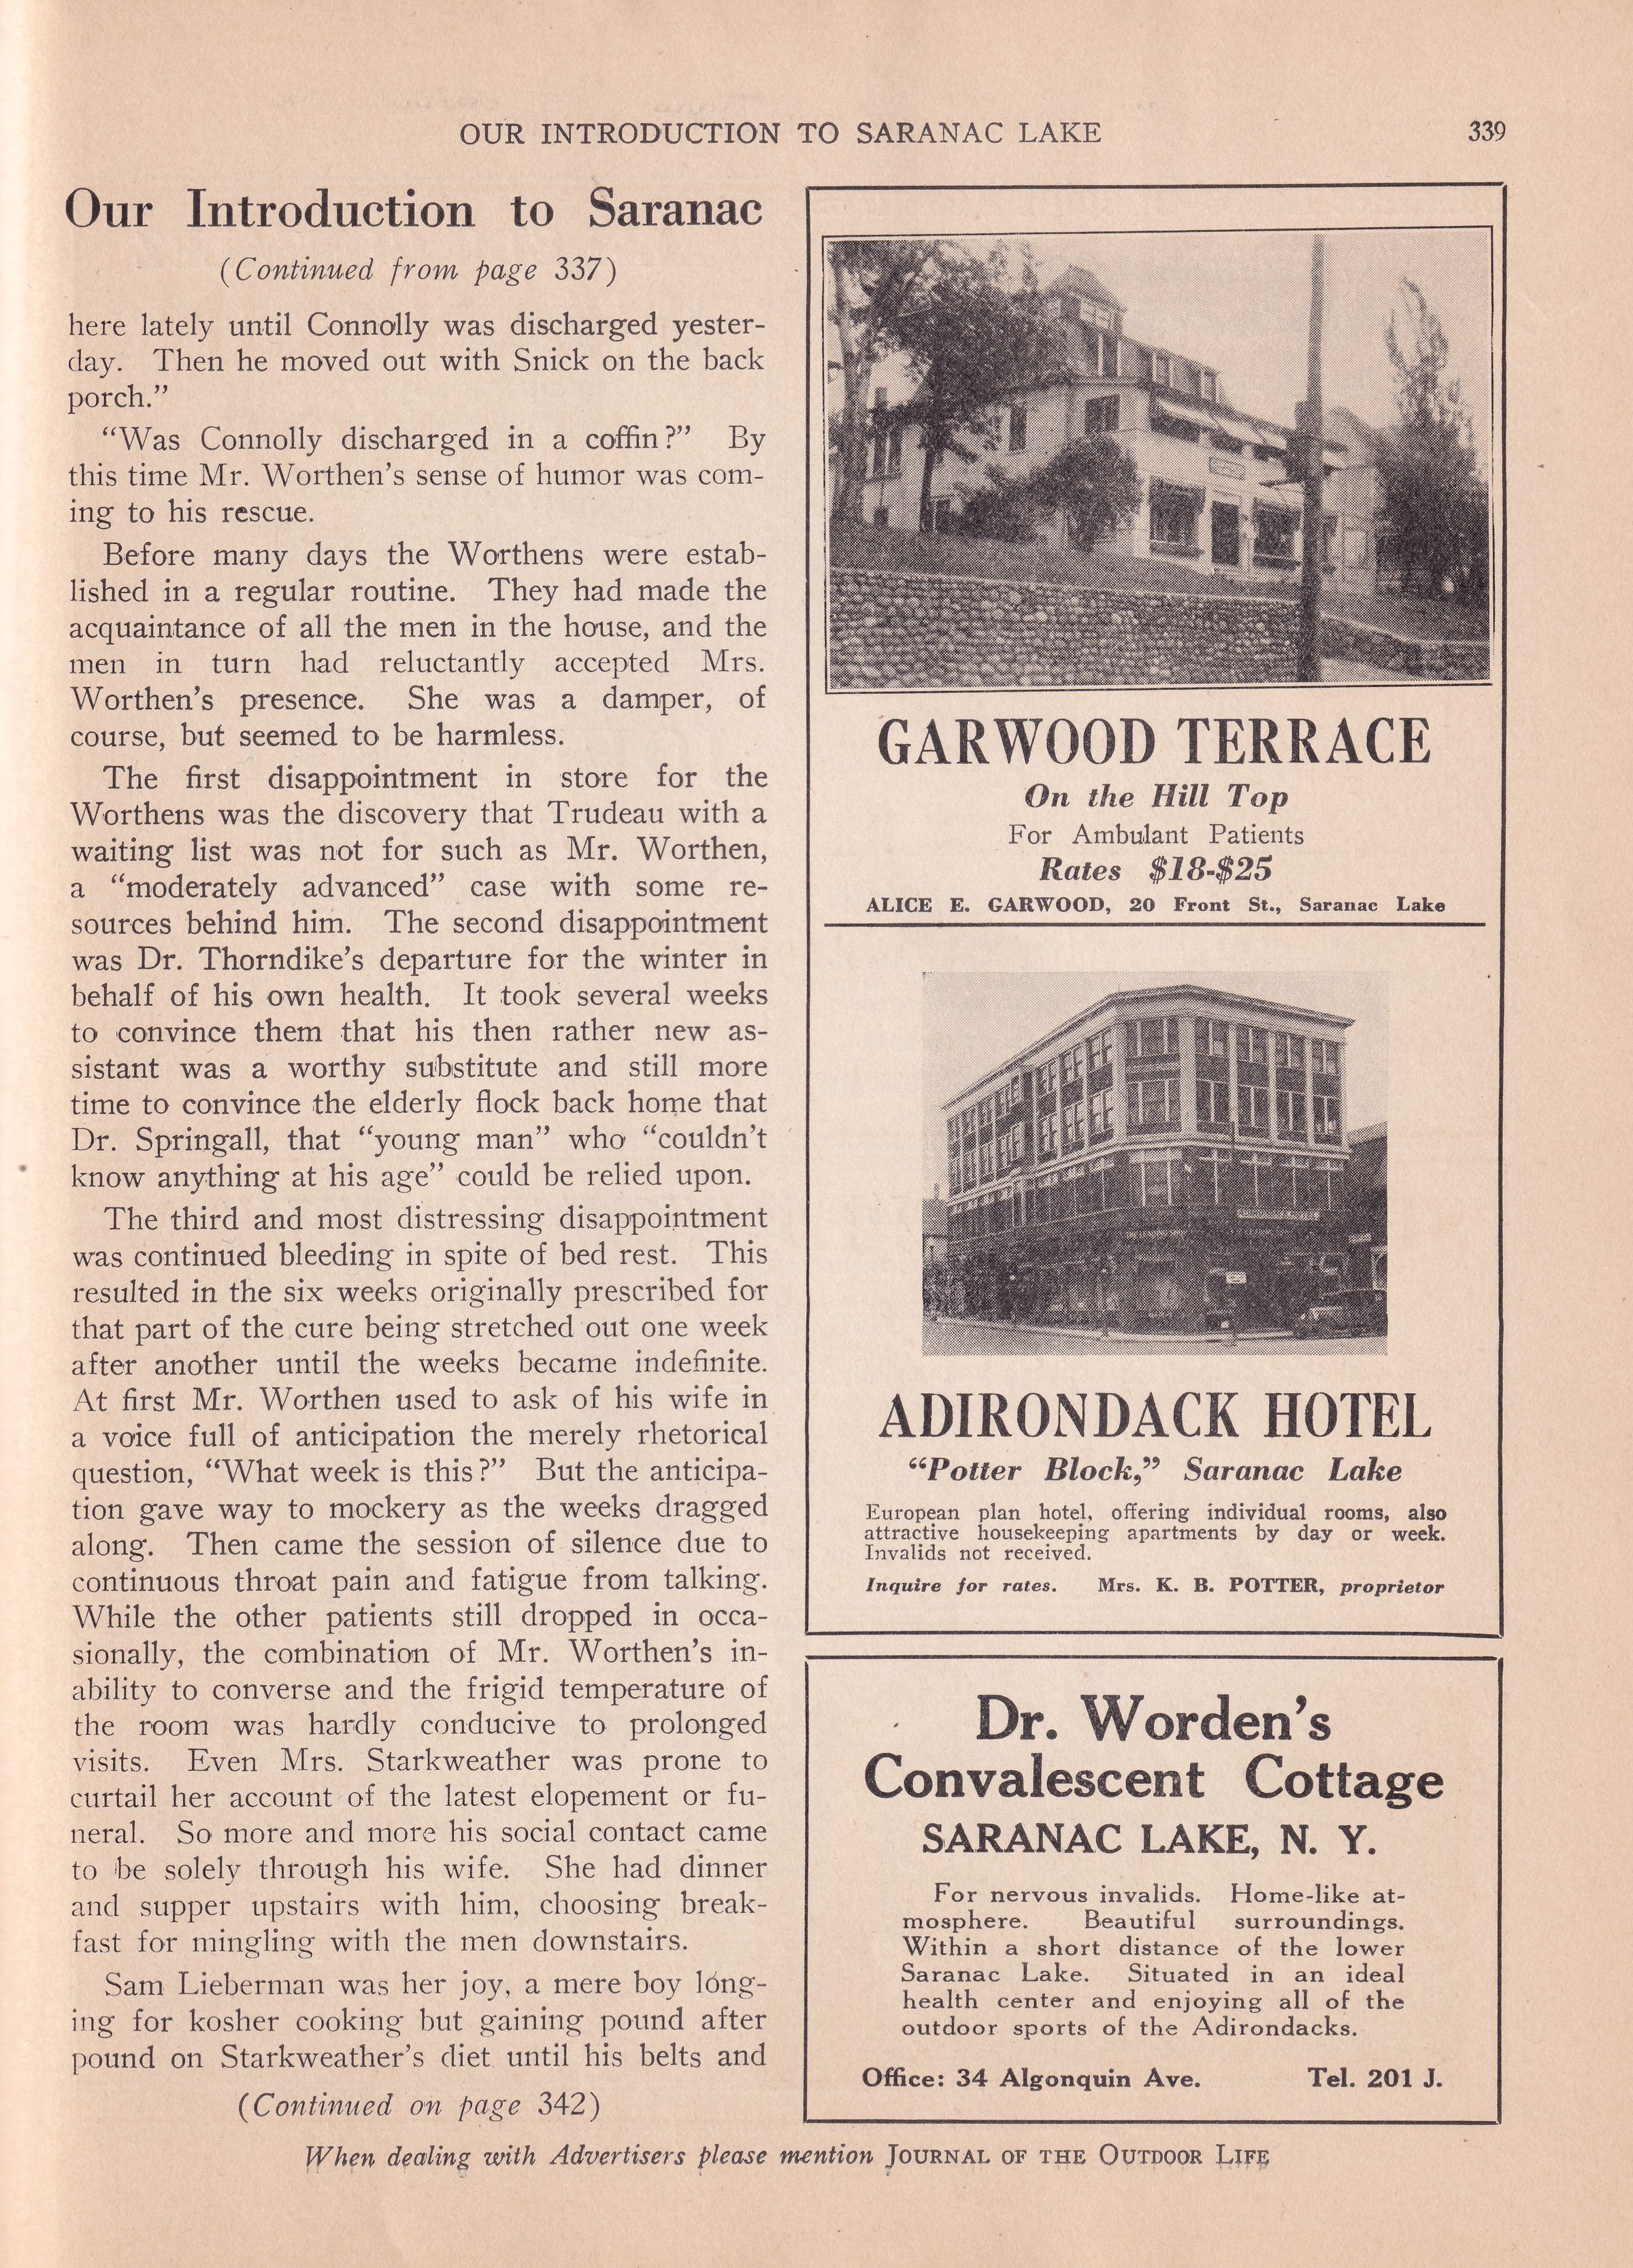 OUR INTRODUCTION TO SARANAC LAKE 339
Our Introduction to Saranac
(Continued from page 337)
here lately until Connolly was discharged yester-
day. Then he moved out with Snick on the back
porch.”
“Was Connolly discharged in a coffin?” By
this time Mr. Worthen’s sense of humor was com-
ing to his rescue.
Before many days the Worthens were estab-
lished in a regular routine. They had made the
acquaintance of all the men in the house, and the
men in turn had reluctantly accepted Mrs.
Worthen’s presence. She was a damper, of
course, but seemed to be harmless.
The first disappointment in store for the
Worthens was the discovery that Trudeau with a
waiting list was not for such as Mr. Worthen,
a “moderately advanced” case with some re-
sources behind him. The second disappointment
was Dr. Thorndike’s departure for the winter in
behalf of his own health. It took several weeks
to convince them that his then rather new as-
sistant was a worthy substitute and still more
time to convince the elderly flock back home that
Dr. Springall, that “young man” who “couldn’t
know anything at his age” could be relied upon.
The third and most distressing disappointment
was continued bleeding in spite of bed rest. This
resulted in the six weeks originally prescribed for
that part of the cure being stretched out one week
after another until the weeks became indefinite.
At first Mr. Worthen used to ask of his wife in
a voice full of anticipation the merely rhetorical
question, “What week is this?” But the anticipa-
tion gave way to mockery as the weeks dragged
along. Then came the session of silence due to
continuous throat pain and fatigue from talking.
While the other patients still dropped in occa-
sionally, the combination of Mr. Worthen’s in-
ability to converse and the frigid temperature of
the room was hardly conducive to prolonged
visits. Even Mrs. Starkweather was prone to
curtail her account of the latest elopement or fu-
neral. So more and more his social contact came
to be solely through his wife. She had dinner
and supper upstairs with him, choosing break-
fast for mingling with the men downstairs.
Sam Lieberman was her joy, a mere boy long-
ing for kosher cooking but gaining pound after
pound on Starkweather’s diet until his belts and
(Continued on page 342)
GARWOOD TERRACE
On the Hill Top
For Ambulant Patients
Rates $18-$25
ALICE E. GARWOOD, 20 Front St., Saranac Lake
ADIRONDACK HOTEL
“Potter Block,” Saranac Lake
European plan hotel, offering individual rooms, also
attractive housekeeping apartments by day or week.
Invalids not received.
Inquire for rates. Mrs. K. B. POTTER, proprietor
Dr. Worden’s
Convalescent Cottage
SARANAC LAKE, N. Y.
For nervous invalids. Home-like at-
mosphere. Beautiful surroundings.
Within a short distance of the lower
Saranac Lake. Situated in an ideal
health center and enjoying all of the
outdoor sports of the Adirondacks.
Office: 34 Algonquin Ave. Tel. 201 J.
When dealing with Advertisers please mention JOURNAL OF THE OUTDOOR LIFE